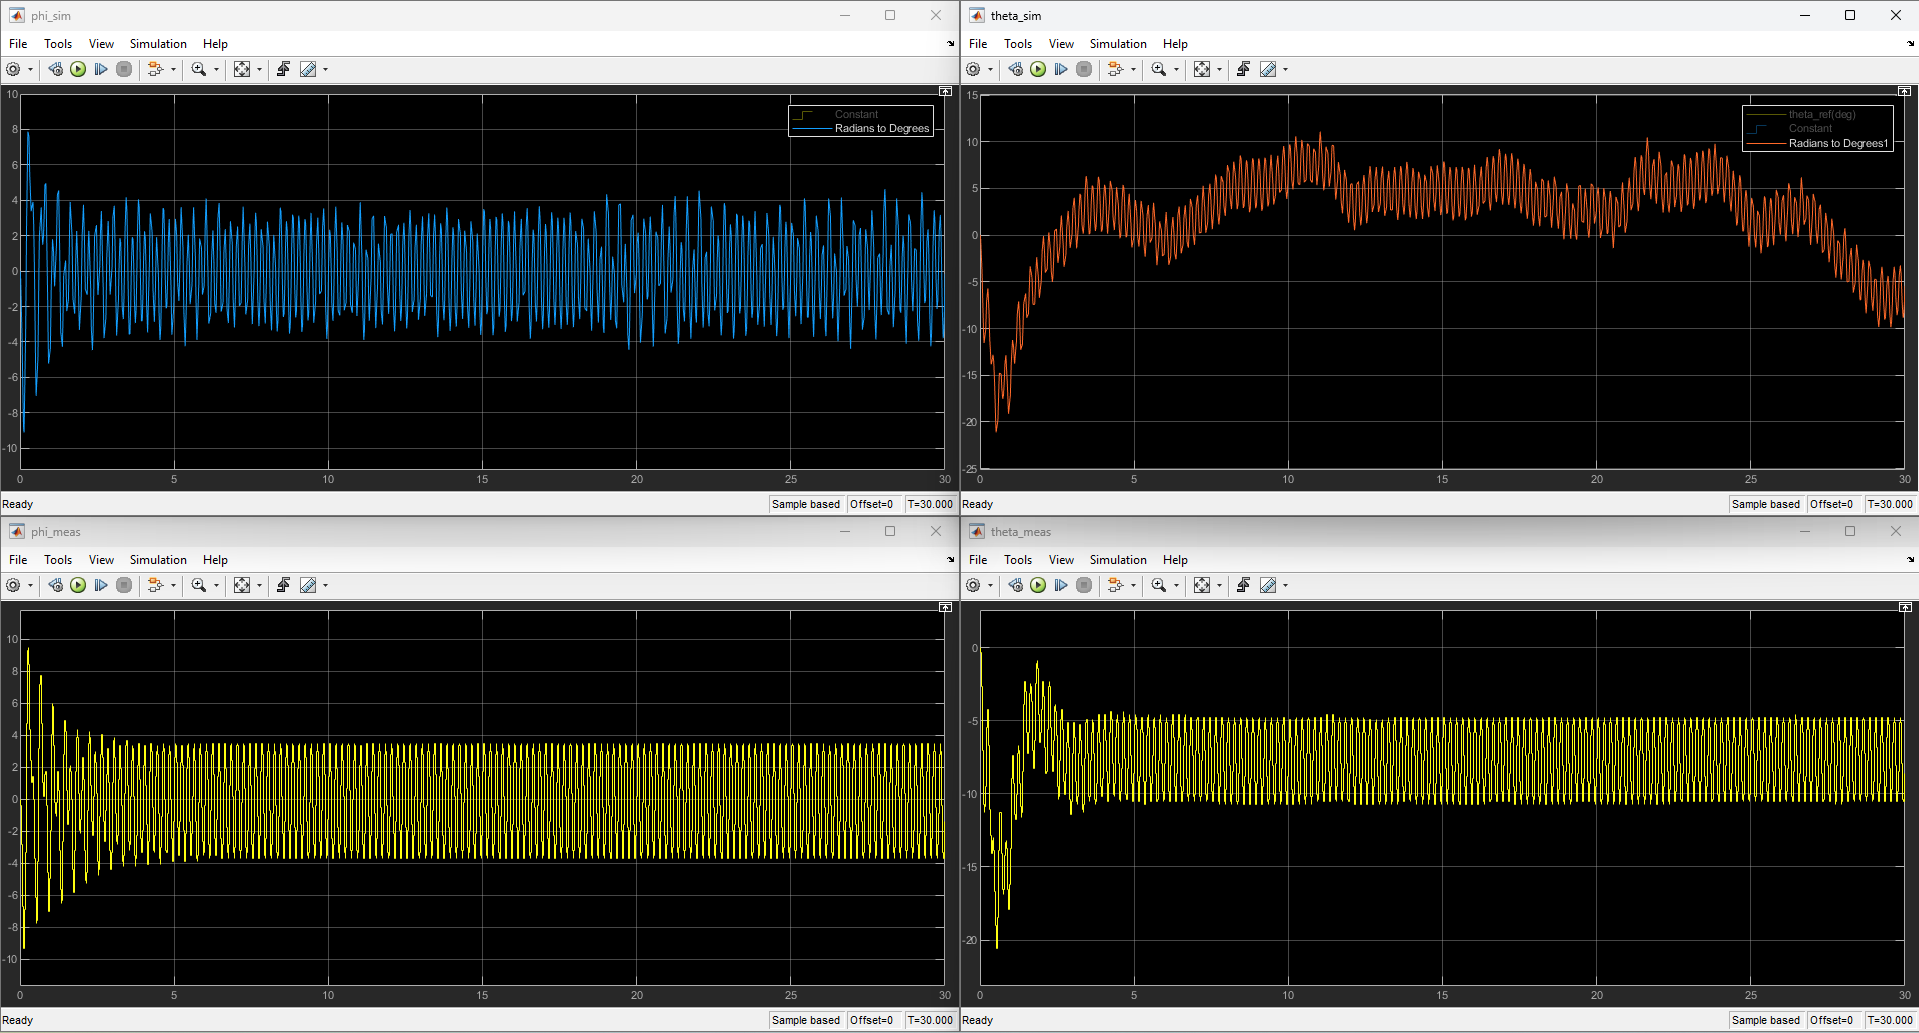 phi_sim
File Tools View Simulation Help
10
8
6
4
2
0
-2
-4
-6
-8
-10
0 5 10 15 20 25 30
Constant
Radians to Degrees
Ready
Sample based Offset=0 T=30.000
theta_sim
File Tools View Simulation Help
15
10
5
0
-5
-10
-15
-20
-25
0 5 10 15 20 25 30
theta_ref(deg)
Constant
Radians to Degrees1
Ready
Sample based Offset=0 T=30.000
phi_meas
File Tools View Simulation Help
10
8
6
4
2
0
-2
-4
-6
-8
-10
0 5 10 15 20 25 30
Ready
Sample based Offset=0 T=30.000
theta_meas
File Tools View Simulation Help
0
-5
-10
-15
-20
0 5 10 15 20 25 30
Ready
Sample based Offset=0 T=30.000